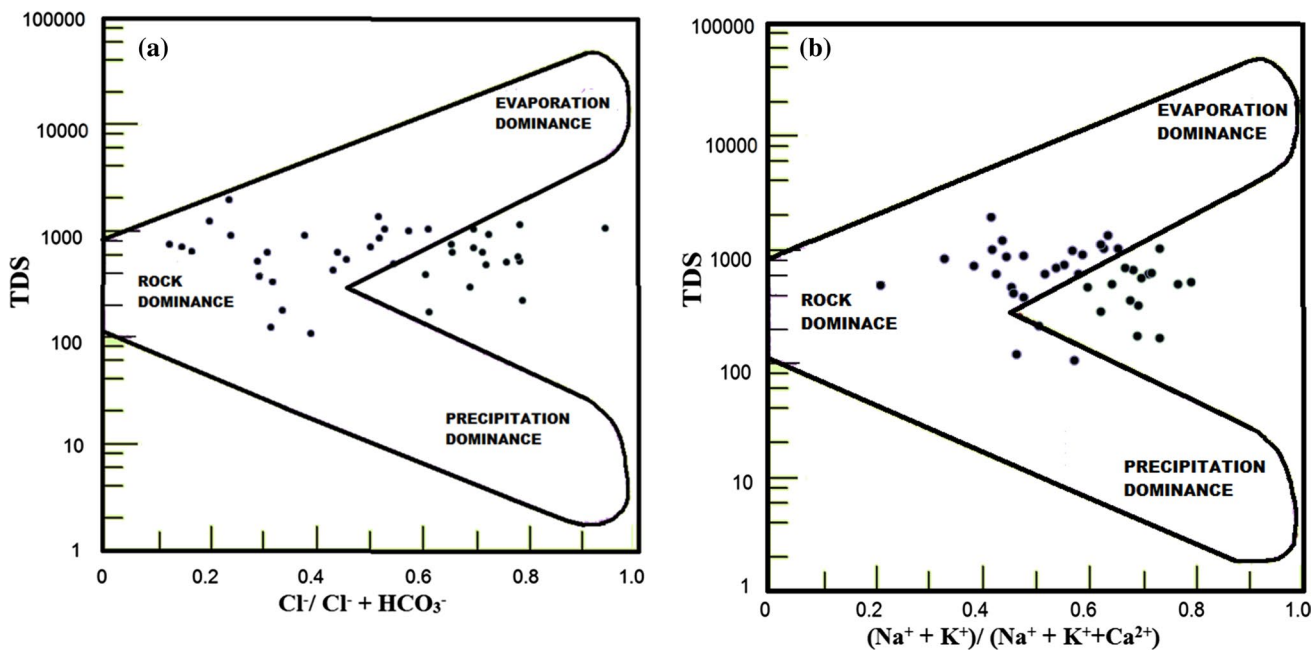 (a)
100000
10000
1000
100
10
1
TDS
EVAPORATION
DOMINANCE
ROCK
DOMINANCE
PRECIPITATION
DOMINANCE
0 0.2 0.4 0.6 0.8 1.0
Cl⁻/ Cl⁻ + HCO₃⁻
(b)
100000
10000
1000
100
10
1
TDS
EVAPORATION
DOMINANCE
ROCK
DOMINACE
PRECIPITATION
DOMINANCE
0 0.2 0.4 0.6 0.8 1.0
(Na⁺ + K⁺)/ (Na⁺ + K⁺+Ca²⁺)